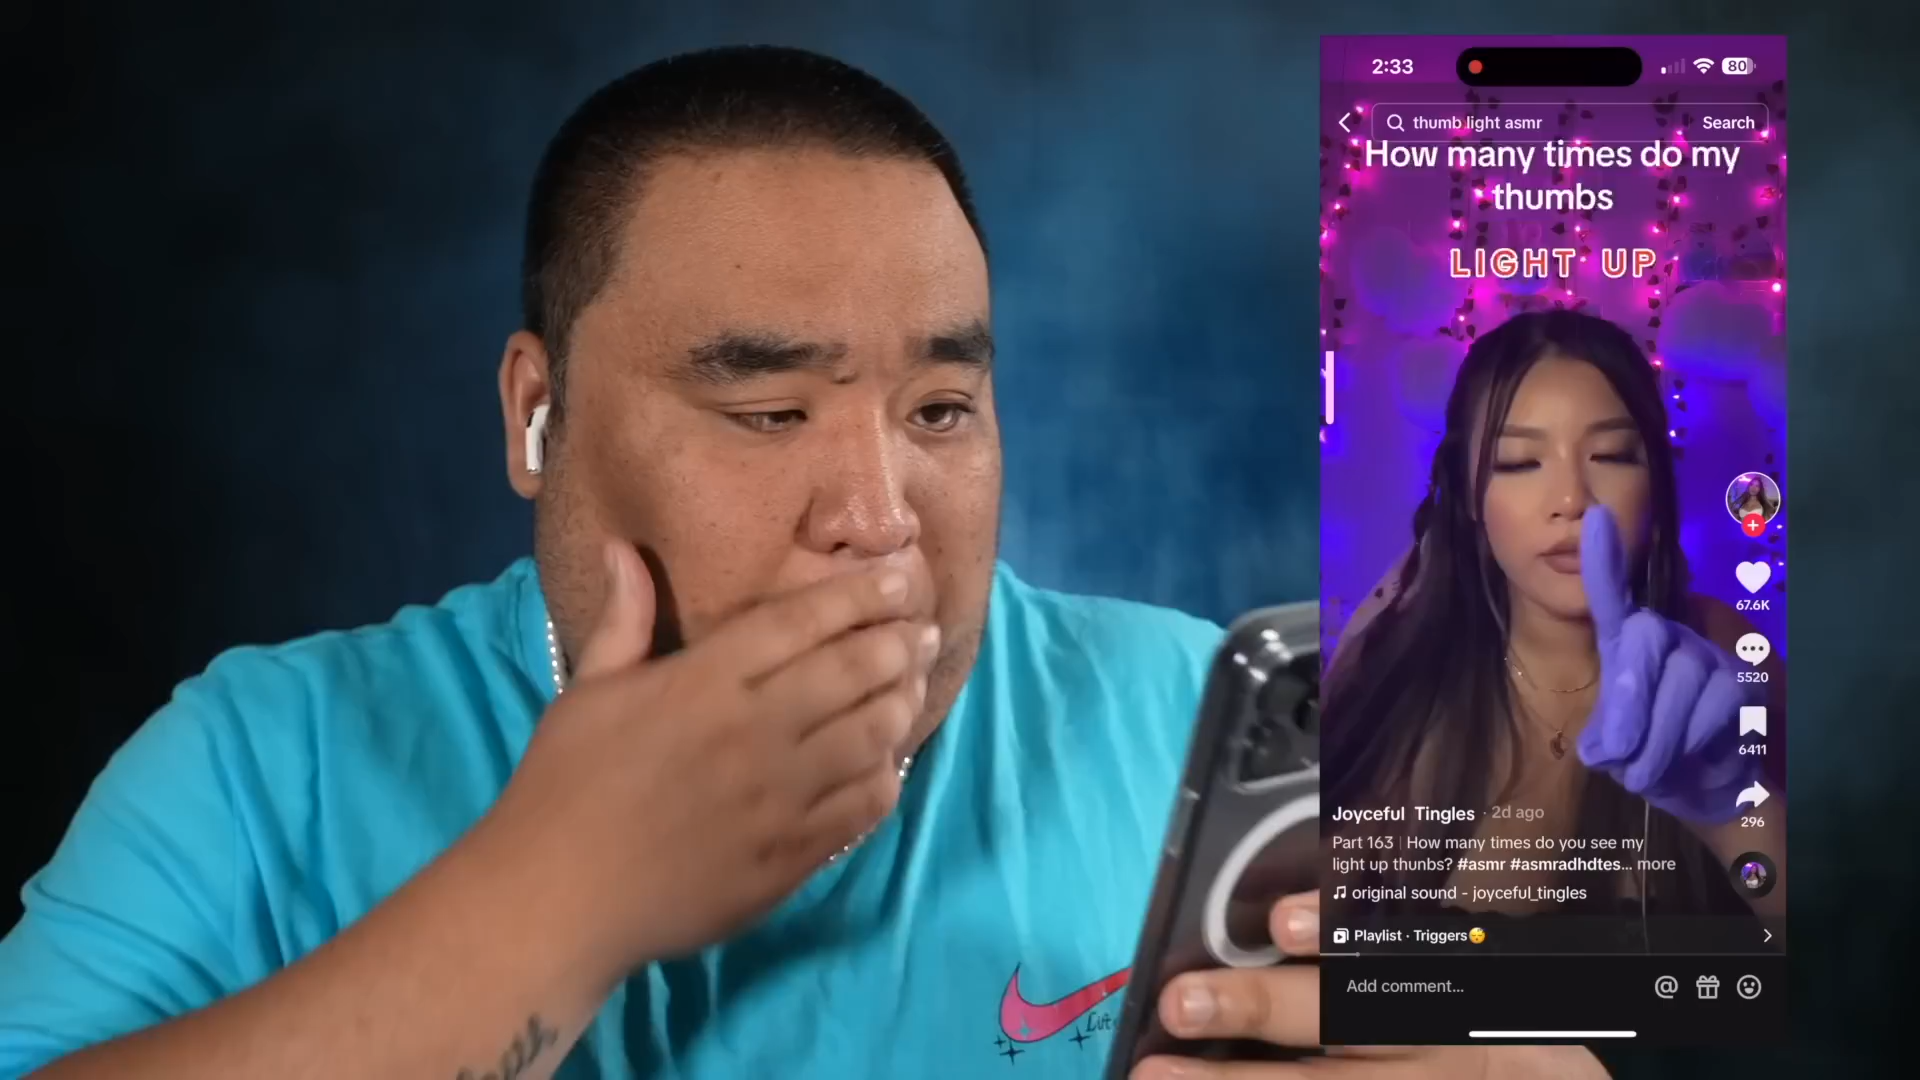 2:33
80
thumb light asmr
Search
How many times do my
thumbs
LIGHT UP
67.6K
5520
6411
296
Joyceful Tingles · 2d ago
Part 163 | How many times do you see my
light up thunbs? #asmr #asmradhdtes... more
original sound - joyceful_tingles
Playlist · Triggers😴
Add comment...
@